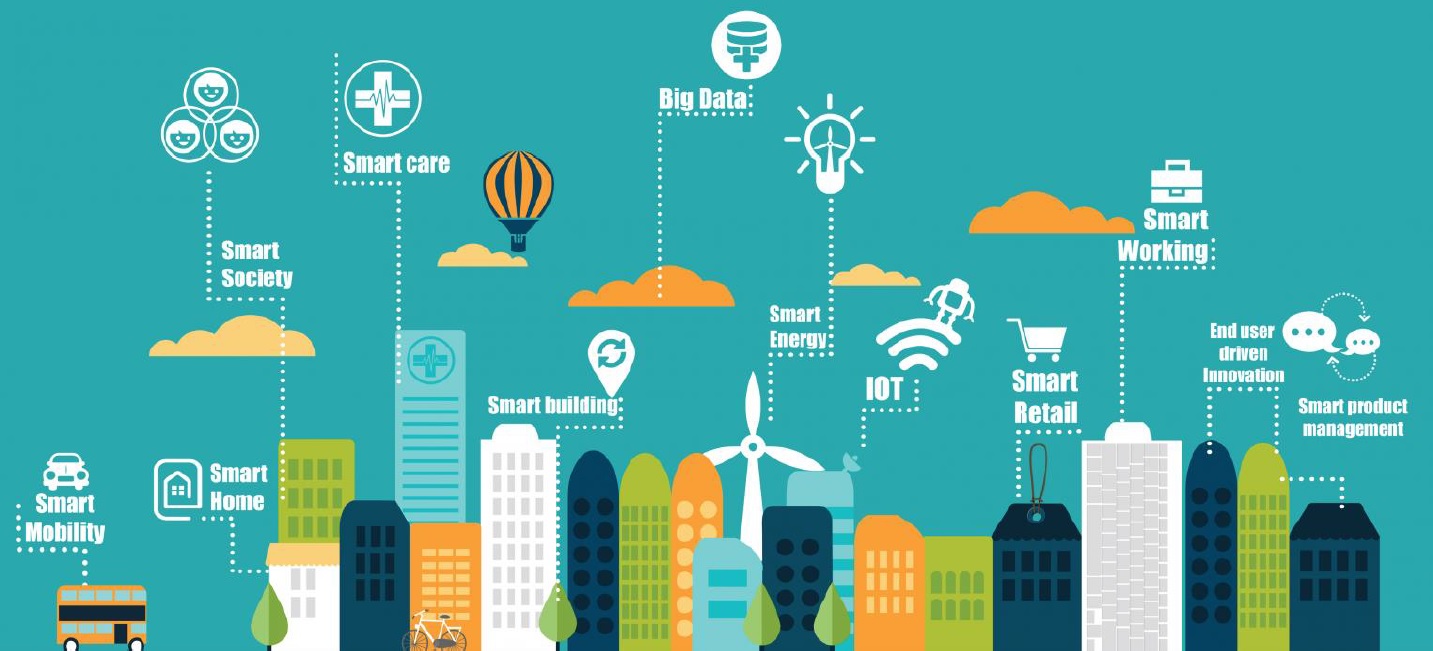 Big Data
Smart care
Smart
Society
Smart
Working
Smart
Energy
End user
driven
Innovation
IOT
Smart
Retail
Smart building
Smart product
management
Smart
Home
Smart
Mobility